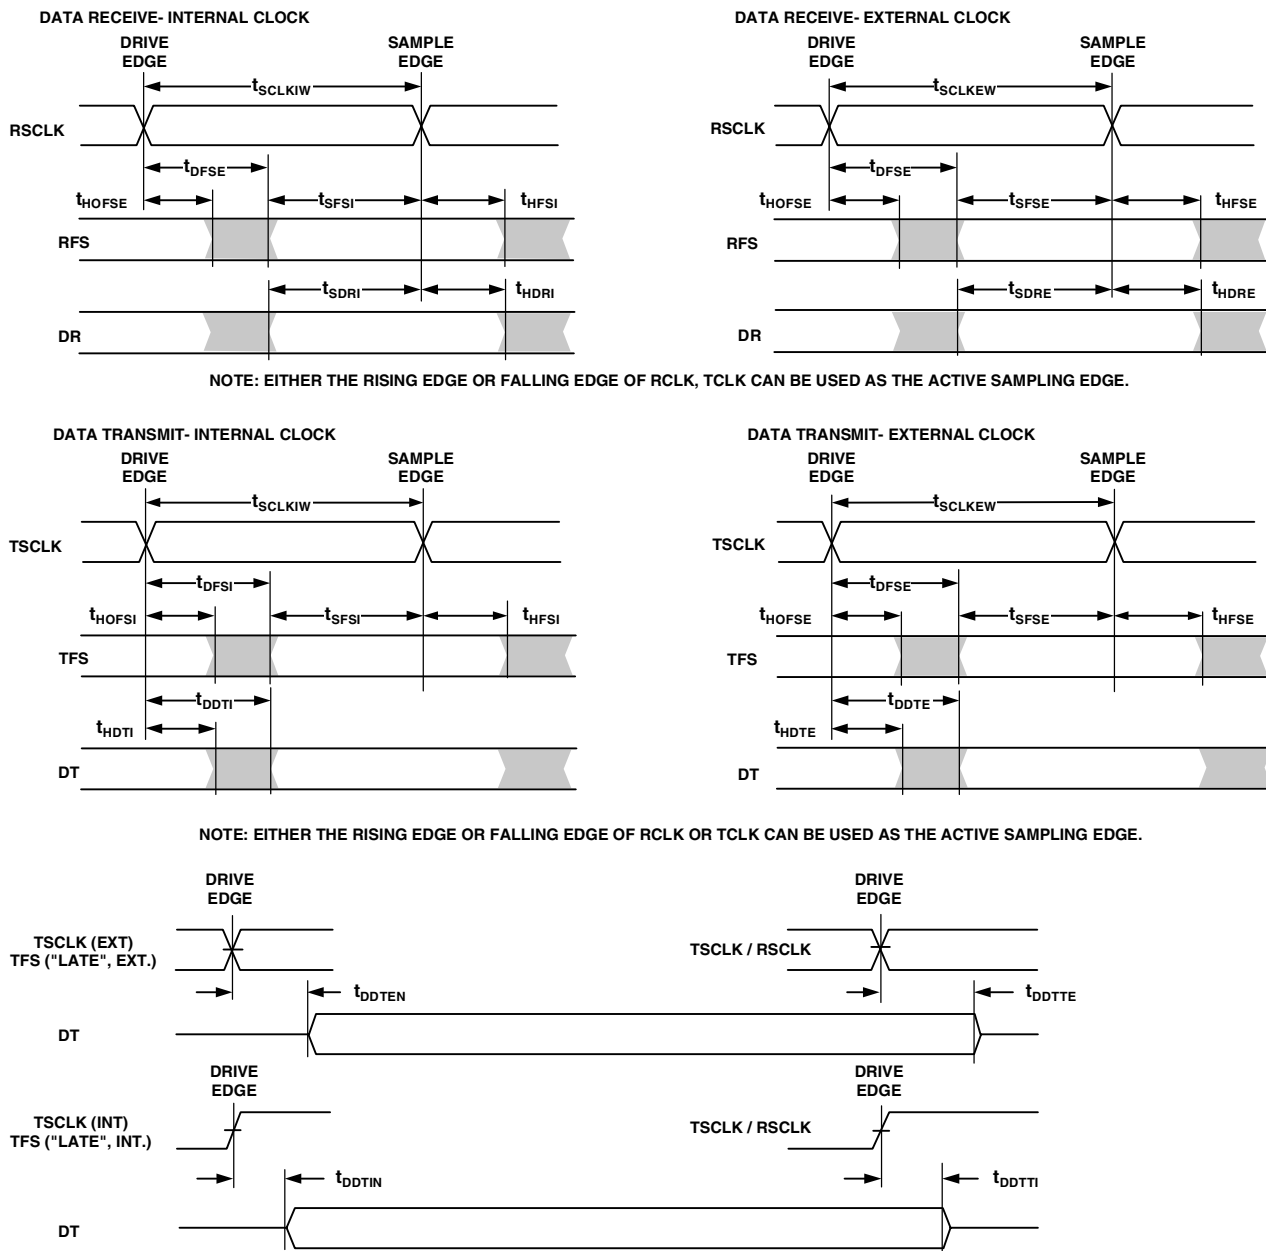 DATA RECEIVE- INTERNAL CLOCK
DRIVE EDGE
SAMPLE EDGE
tSCLKIW
RSCLK
tDFSE
tHOFSE
tSFSI
tHFSI
RFS
tSDRI
tHDRI
DR
DATA RECEIVE- EXTERNAL CLOCK
DRIVE EDGE
SAMPLE EDGE
tSCLKEW
RSCLK
tDFSE
tHOFSE
tSFSE
tHFSE
RFS
tSDRE
tHDRE
DR
NOTE: EITHER THE RISING EDGE OR FALLING EDGE OF RCLK, TCLK CAN BE USED AS THE ACTIVE SAMPLING EDGE.
DATA TRANSMIT- INTERNAL CLOCK
DRIVE EDGE
SAMPLE EDGE
tSCLKIW
TSCLK
tDFSI
tHOFSI
tSFSI
tHFSI
TFS
tDDTI
tHDTI
DT
DATA TRANSMIT- EXTERNAL CLOCK
DRIVE EDGE
SAMPLE EDGE
tSCLKEW
TSCLK
tDFSE
tHOFSE
tSFSE
tHFSE
TFS
tDDTE
tHDTE
DT
NOTE: EITHER THE RISING EDGE OR FALLING EDGE OF RCLK OR TCLK CAN BE USED AS THE ACTIVE SAMPLING EDGE.
DRIVE EDGE
DRIVE EDGE
TSCLK (EXT)
TFS ("LATE", EXT.)
TSCLK / RSCLK
tDDTEN
tDDTTE
DT
DRIVE EDGE
DRIVE EDGE
TSCLK (INT)
TFS ("LATE", INT.)
TSCLK / RSCLK
tDDTIN
tDDTTI
DT